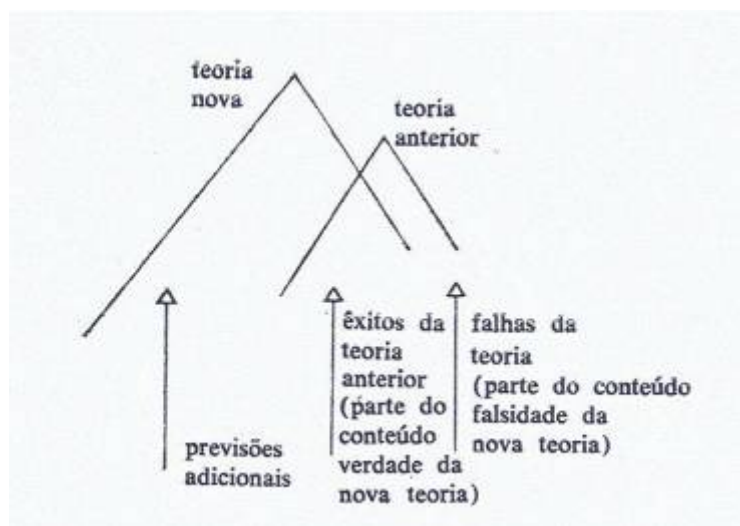 teoria
nova
teoria
anterior
êxitos da
teoria
anterior
(parte do
conteúdo
verdade da
nova teoria)
falhas da
teoria
(parte do conteúdo
falsidade da
nova teoria)
previsões
adicionais